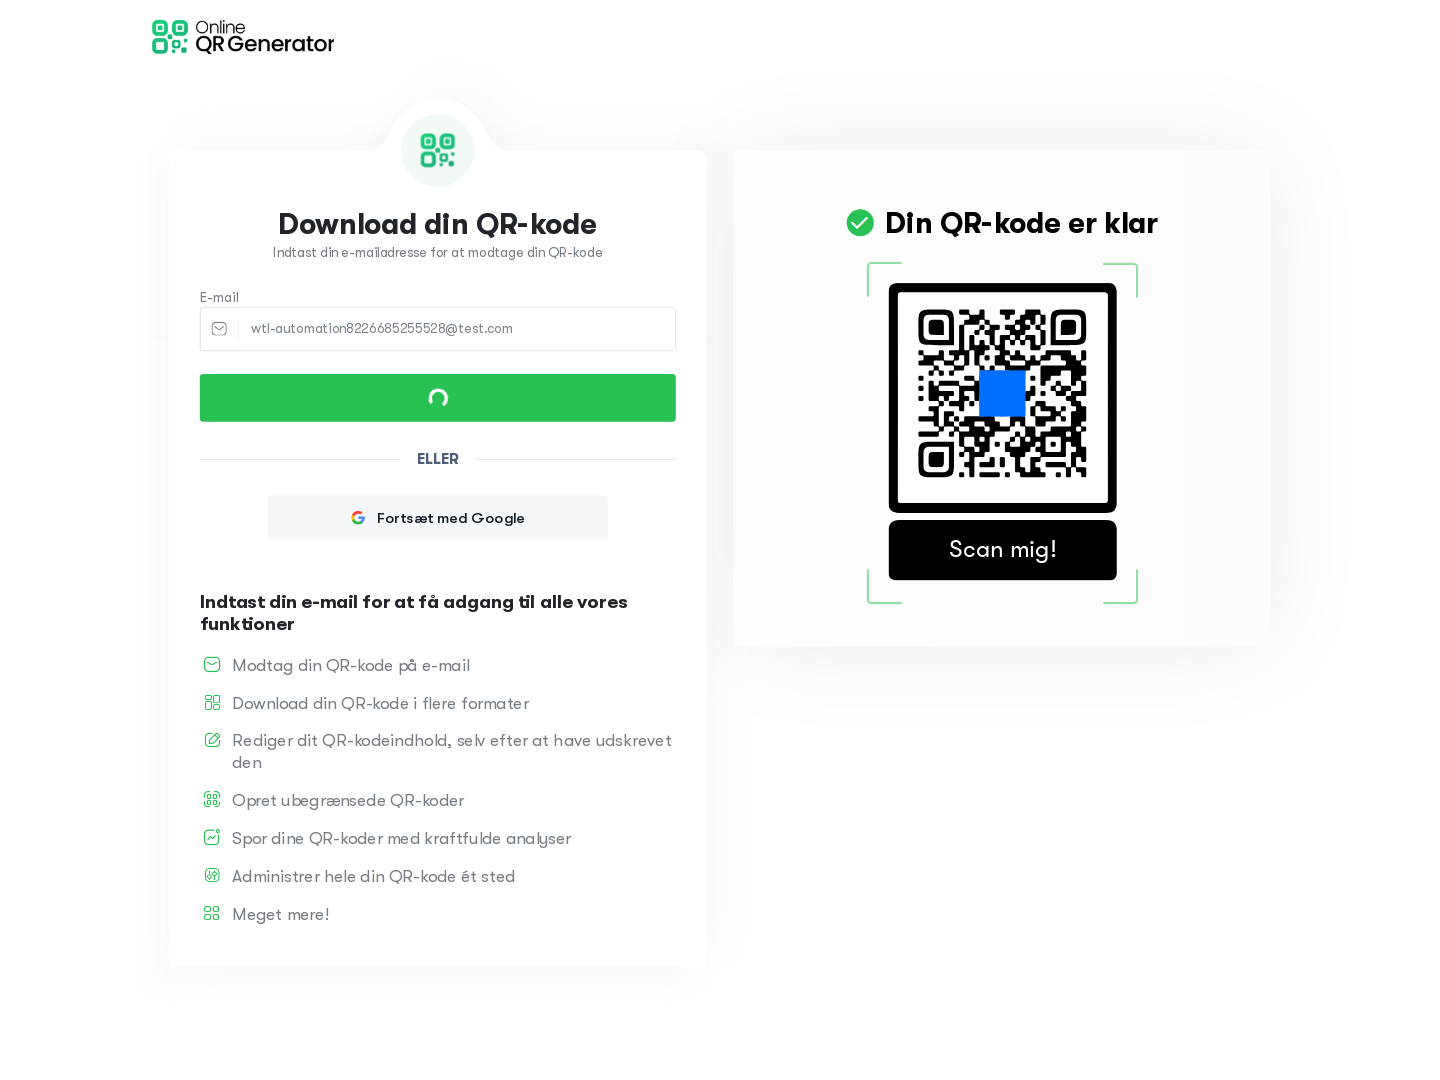 Online
QR Generator
Download din QR-kode
Indtast din e-mailadresse for at modtage din QR-kode
E-mail
wtl-automation8226685255528@test.com
ELLER
Fortsæt med Google
Indtast din e-mail for at få adgang til alle vores
funktioner
Modtag din QR-kode på e-mail
Download din QR-kode i flere formater
Rediger dit QR-kodeindhold, selv efter at have udskrevet
den
Opret ubegrænsede QR-koder
Spor dine QR-koder med kraftfulde analyser
Administrer hele din QR-kode ét sted
Meget mere!
Din QR-kode er klar
Scan mig!